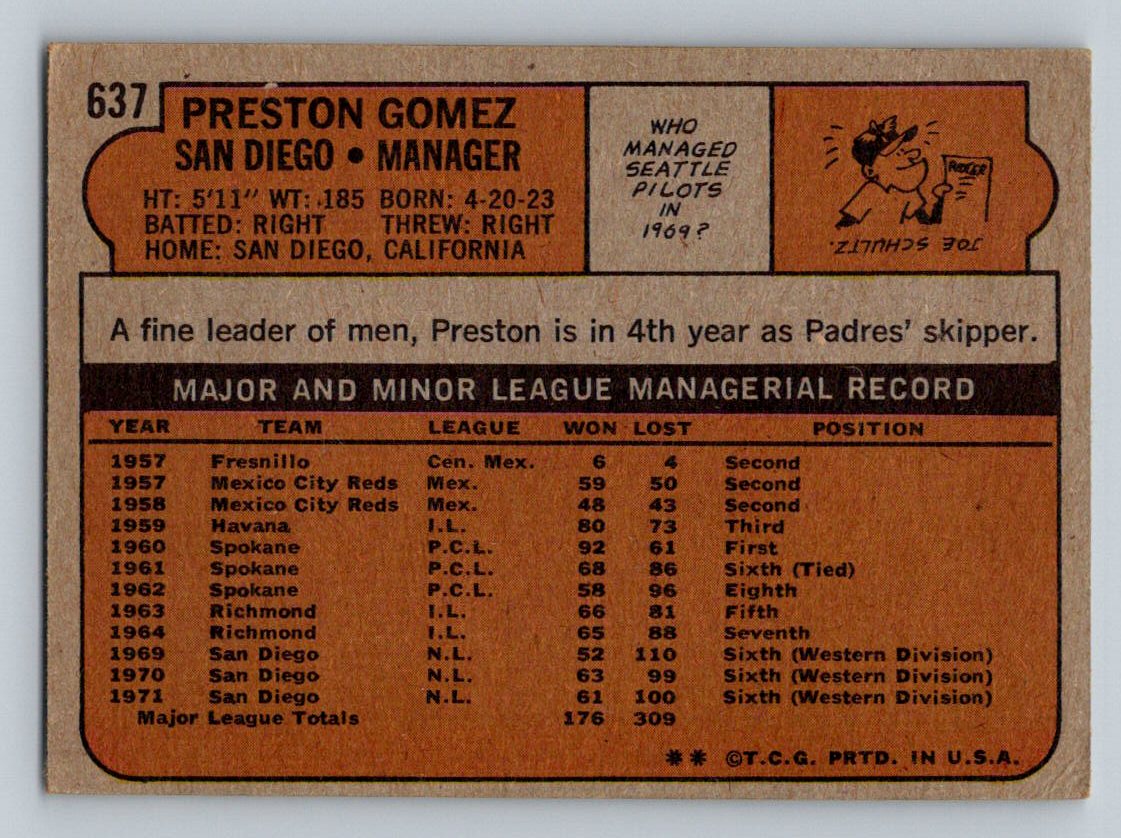 637
PRESTON GOMEZ
SAN DIEGO • MANAGER
HT: 5'11" WT: 185 BORN: 4-20-23
BATTED: RIGHT THREW: RIGHT
HOME: SAN DIEGO, CALIFORNIA
WHO
MANAGED
SEATTLE
PILOTS
IN
1969?
JOE SCHULTZ.
A fine leader of men, Preston is in 4th year as Padres' skipper.
MAJOR AND MINOR LEAGUE MANAGERIAL RECORD
YEAR TEAM LEAGUE WON LOST POSITION
1957 Fresnillo Cen. Mex. 6 4 Second
1957 Mexico City Reds Mex. 59 50 Second
1958 Mexico City Reds Mex. 48 43 Second
1959 Havana I.L. 80 73 Third
1960 Spokane P.C.L. 92 61 First
1961 Spokane P.C.L. 68 86 Sixth (Tied)
1962 Spokane P.C.L. 58 96 Eighth
1963 Richmond I.L. 66 81 Fifth
1964 Richmond I.L. 65 88 Seventh
1969 San Diego N.L. 52 110 Sixth (Western Division)
1970 San Diego N.L. 63 99 Sixth (Western Division)
1971 San Diego N.L. 61 100 Sixth (Western Division)
Major League Totals 176 309
** ©T.C.G. PRTD. IN U.S.A.